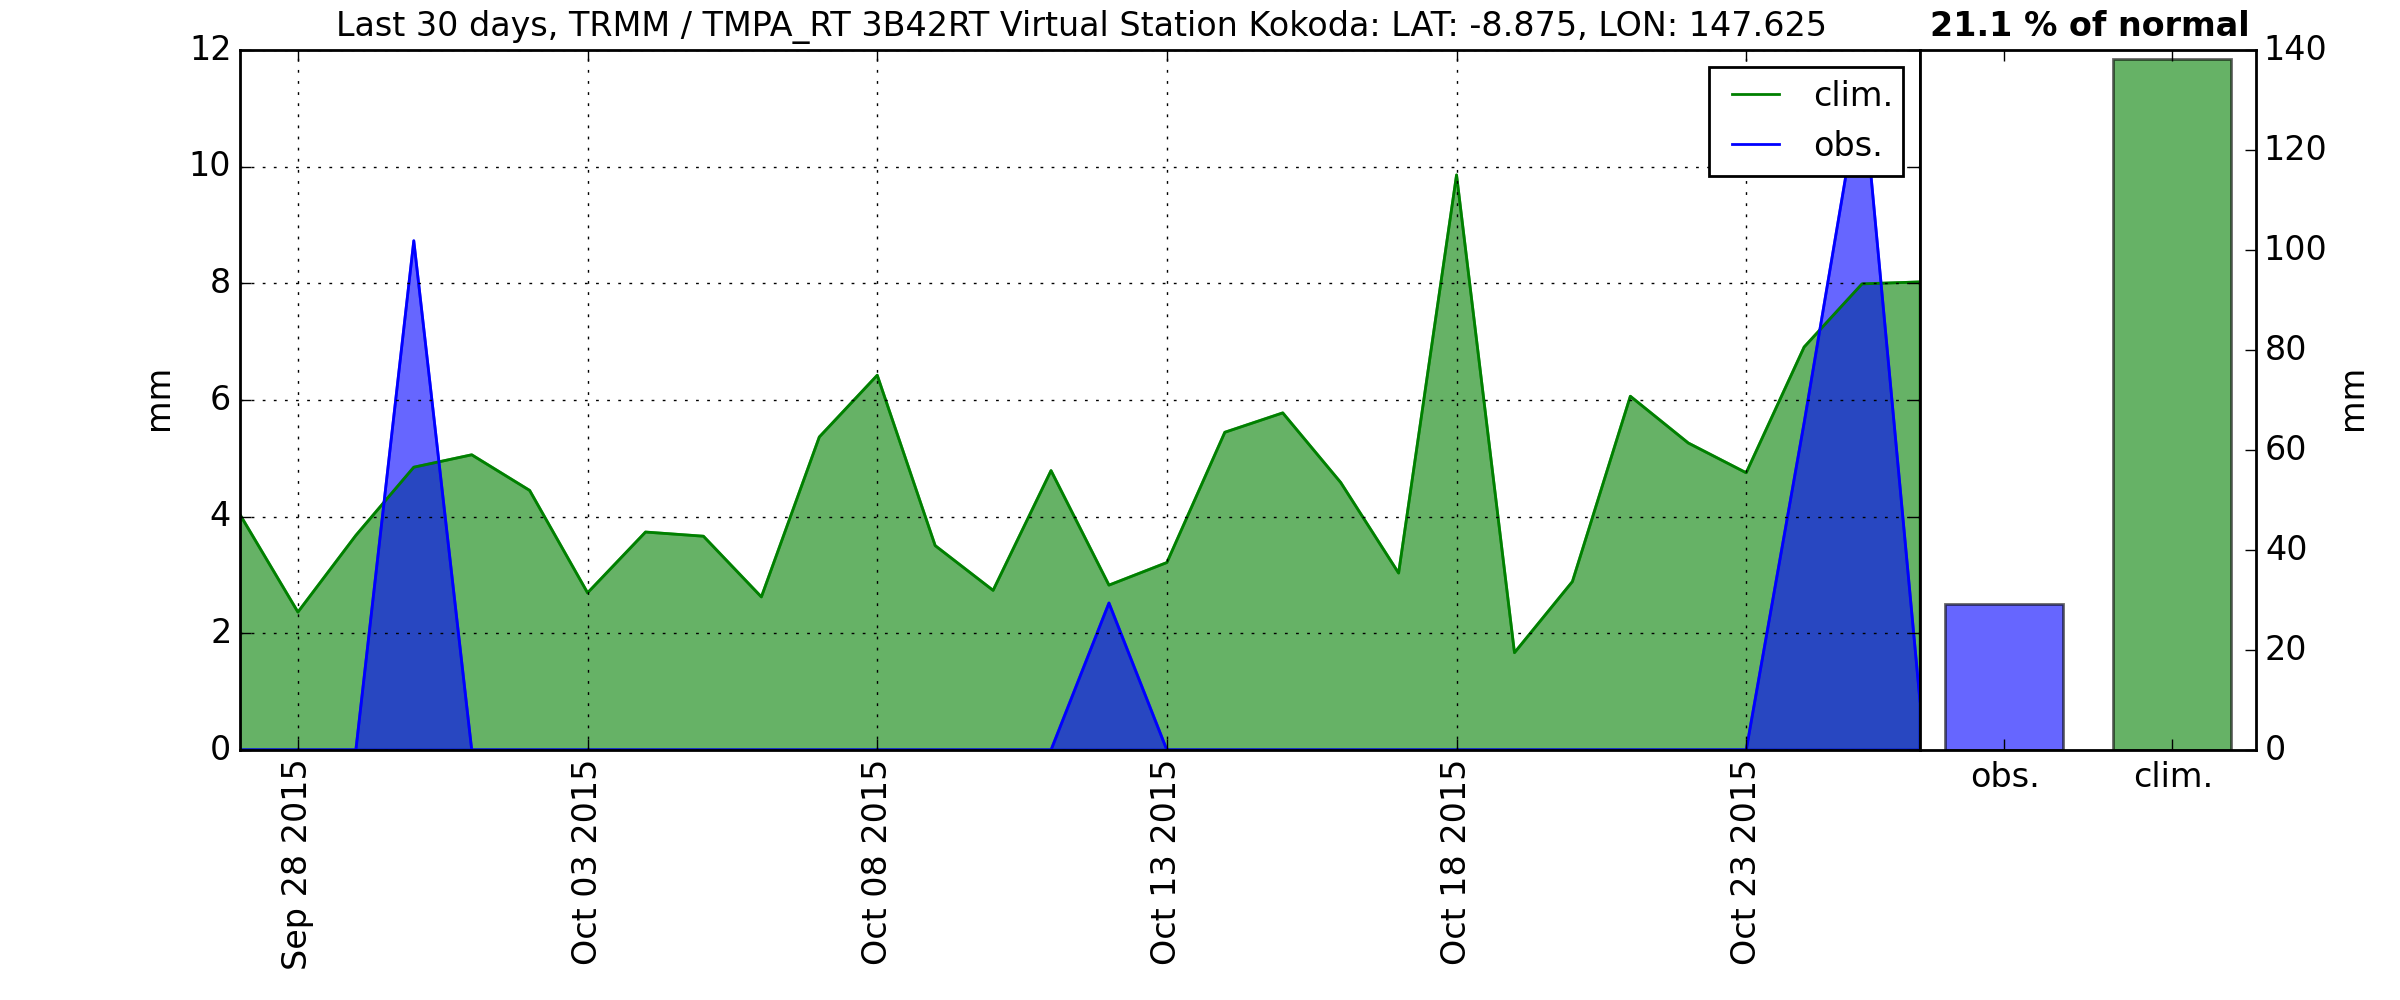 Last 30 days, TRMM / TMPA_RT 3B42RT Virtual Station Kokoda: LAT: -8.875, LON: 147.625
21.1 % of normal
12
10
8
6
4
2
0
mm
clim.
obs.
140
120
100
80
60
40
20
0
mm
Sep 28 2015
Oct 03 2015
Oct 08 2015
Oct 13 2015
Oct 18 2015
Oct 23 2015
obs.
clim.